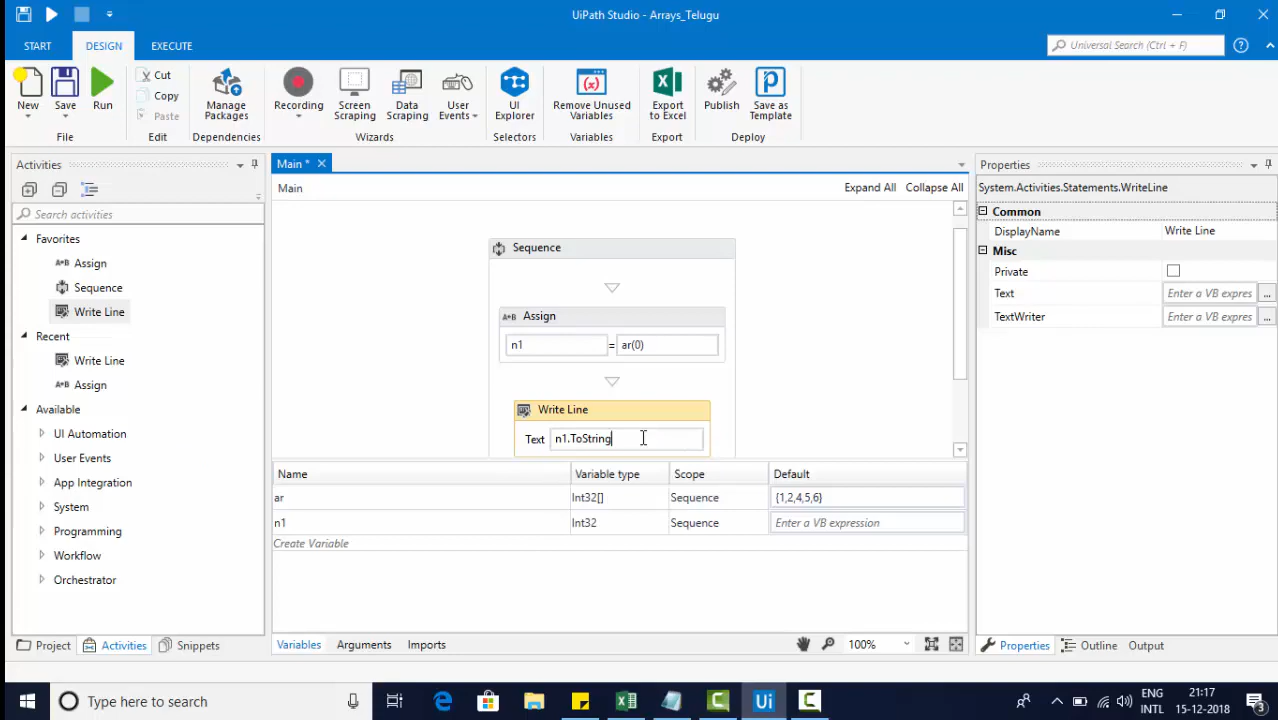 UiPath Studio - Arrays_Telugu
START
DESIGN
EXECUTE
Universal Search (Ctrl + F)
New
Save
Run
Cut
Copy
Paste
Manage Packages
Recording
Screen Scraping
Data Scraping
User Events
UI Explorer
Remove Unused Variables
Export to Excel
Publish
Save as Template
File
Edit
Dependencies
Wizards
Selectors
Variables
Export
Deploy
Activities
Search activities
Favorites
Assign
Sequence
Write Line
Recent
Write Line
Assign
Available
UI Automation
User Events
App Integration
System
Programming
Workflow
Orchestrator
Project
Activities
Snippets
Main *
Main
Expand All
Collapse All
Sequence
A*B Assign
n1 = ar(0)
Write Line
Text n1.ToString
Name Variable type Scope Default
ar Int32[] Sequence {1,2,4,5,6}
n1 Int32 Sequence Enter a VB expression
Create Variable
Variables
Arguments
Imports
100%
Properties
System.Activities.Statements.WriteLine
Common
DisplayName Write Line
Misc
Private
Text Enter a VB expres ...
TextWriter Enter a VB expres ...
Properties
Outline
Output
Type here to search
Ui
ENG
INTL
21:17
15-12-2018
3